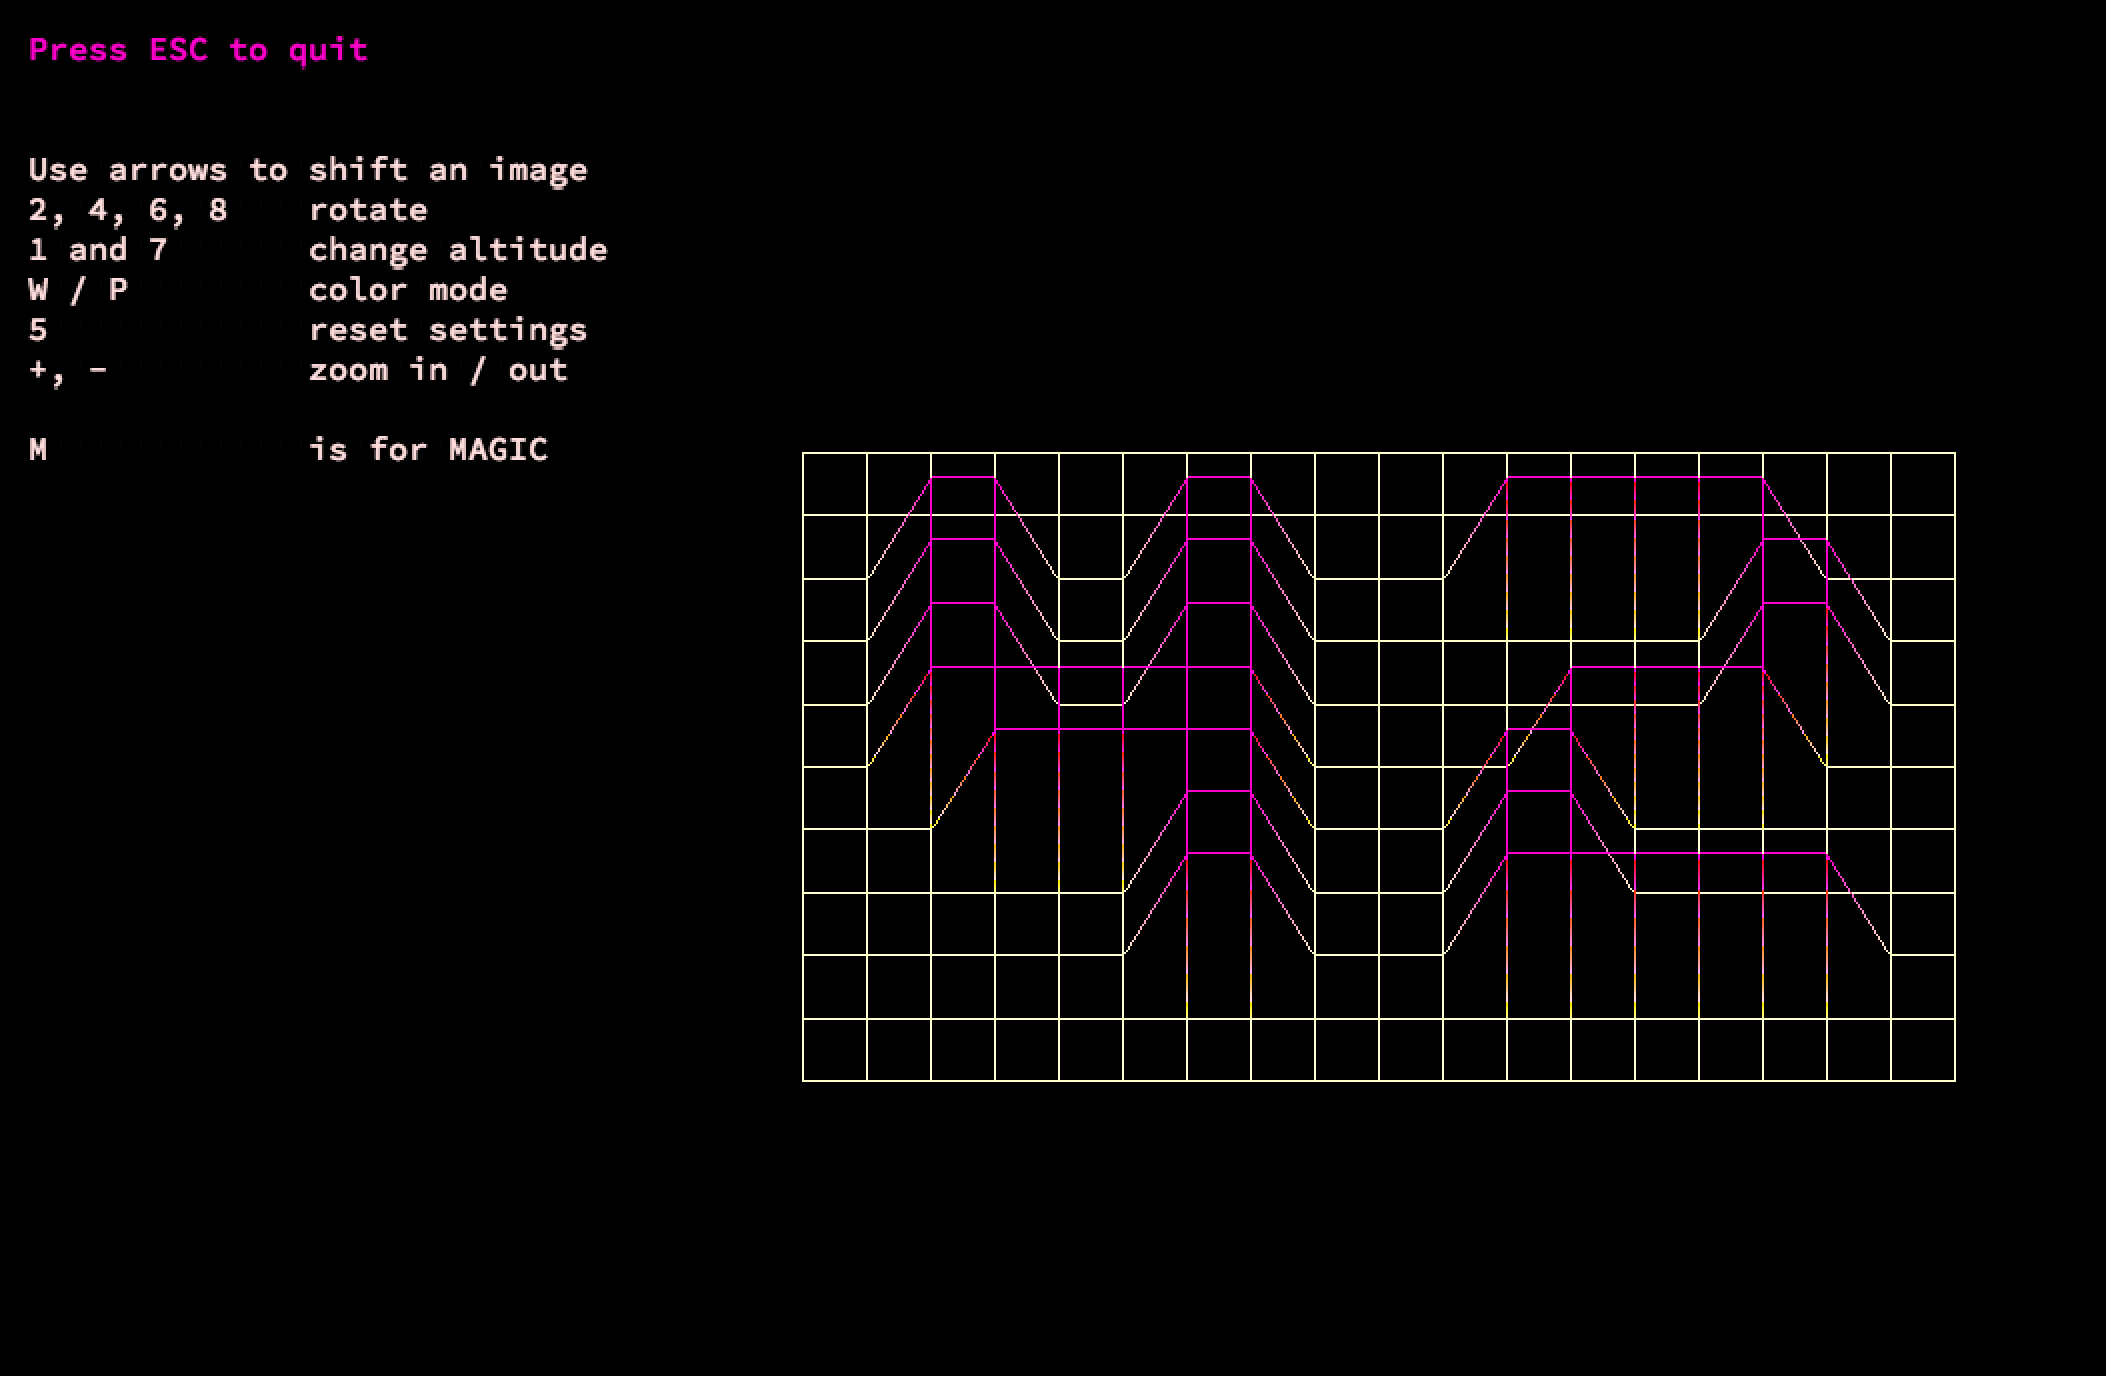 Press ESC to quit
Use arrows to shift an image
2, 4, 6, 8 rotate
1 and 7 change altitude
W / P color mode
5 reset settings
+, - zoom in / out
M is for MAGIC
42